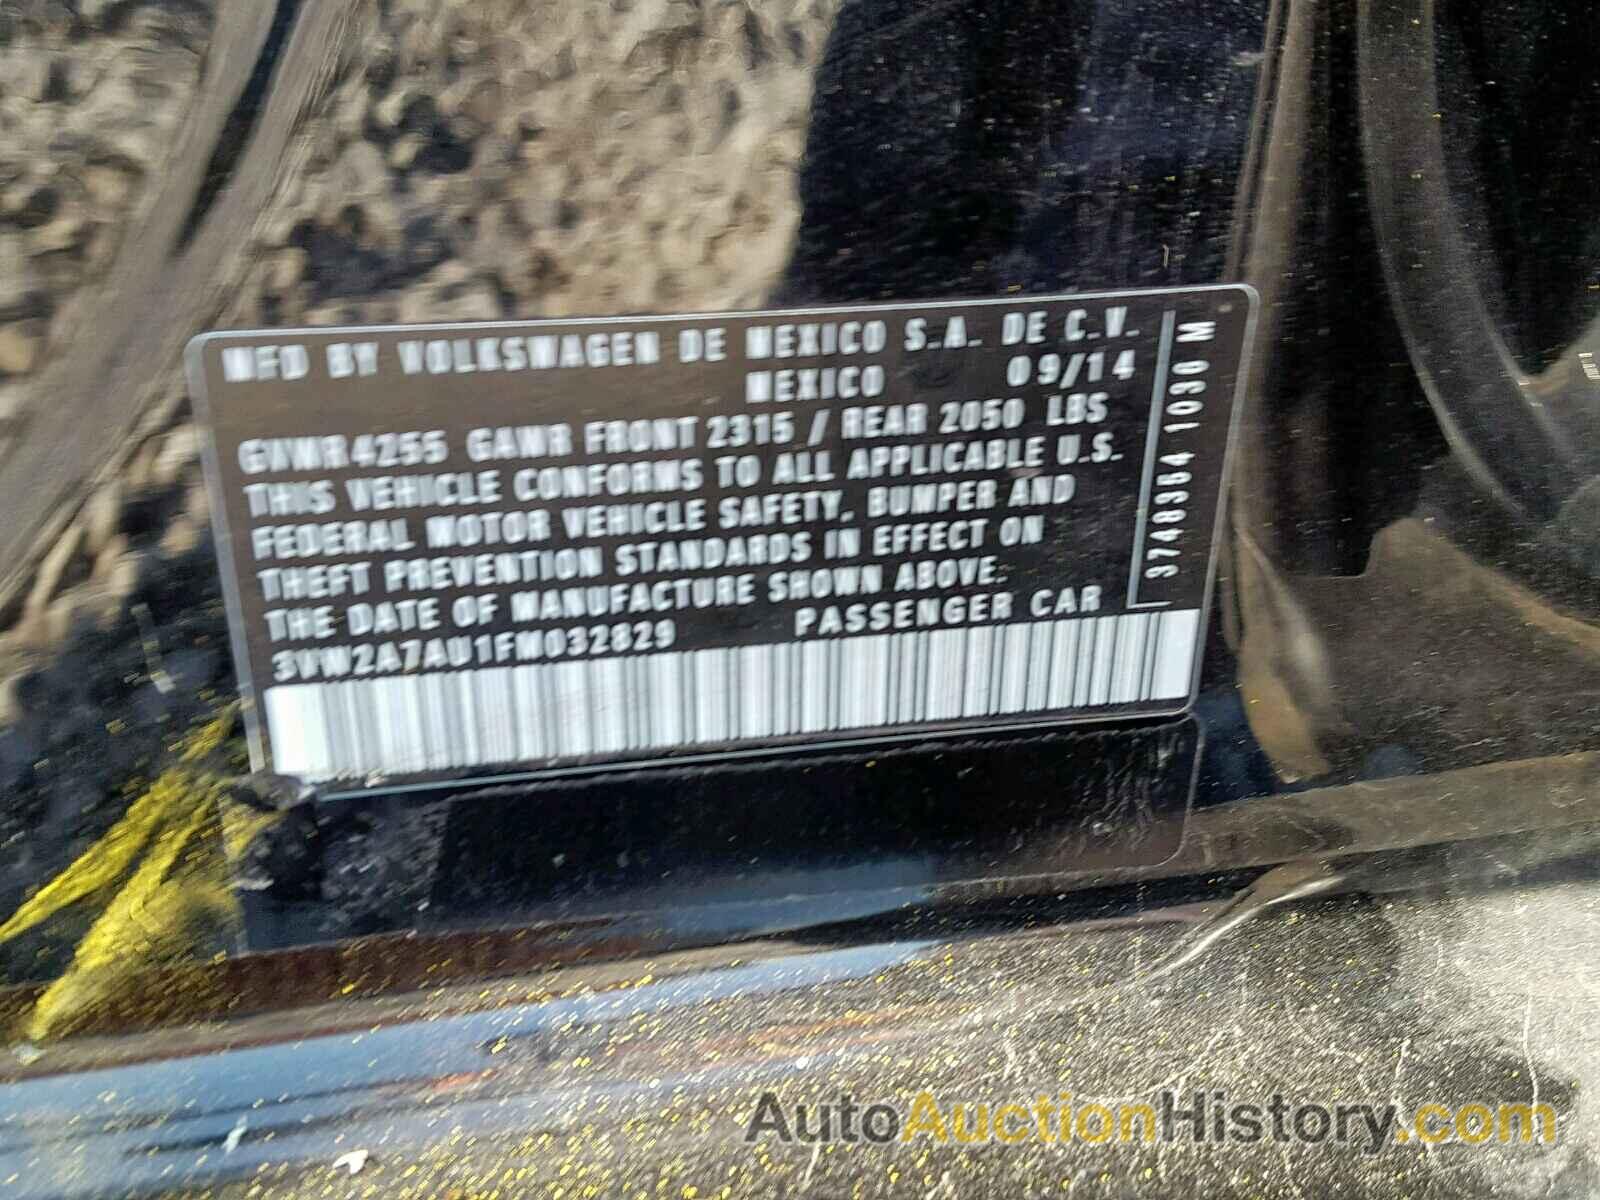 MFD BY VOLKSWAGEN DE MEXICO S.A. DE C.V.
MEXICO 09/14
GVWR 4255 GAWR FRONT 2315 / REAR 2050 LBS
THIS VEHICLE CONFORMS TO ALL APPLICABLE U.S.
FEDERAL MOTOR VEHICLE SAFETY, BUMPER AND
THEFT PREVENTION STANDARDS IN EFFECT ON
THE DATE OF MANUFACTURE SHOWN ABOVE.
3VW2A7AU1FM032829 PASSENGER CAR
3748364 1030 M
AutoAuctionHistory.com